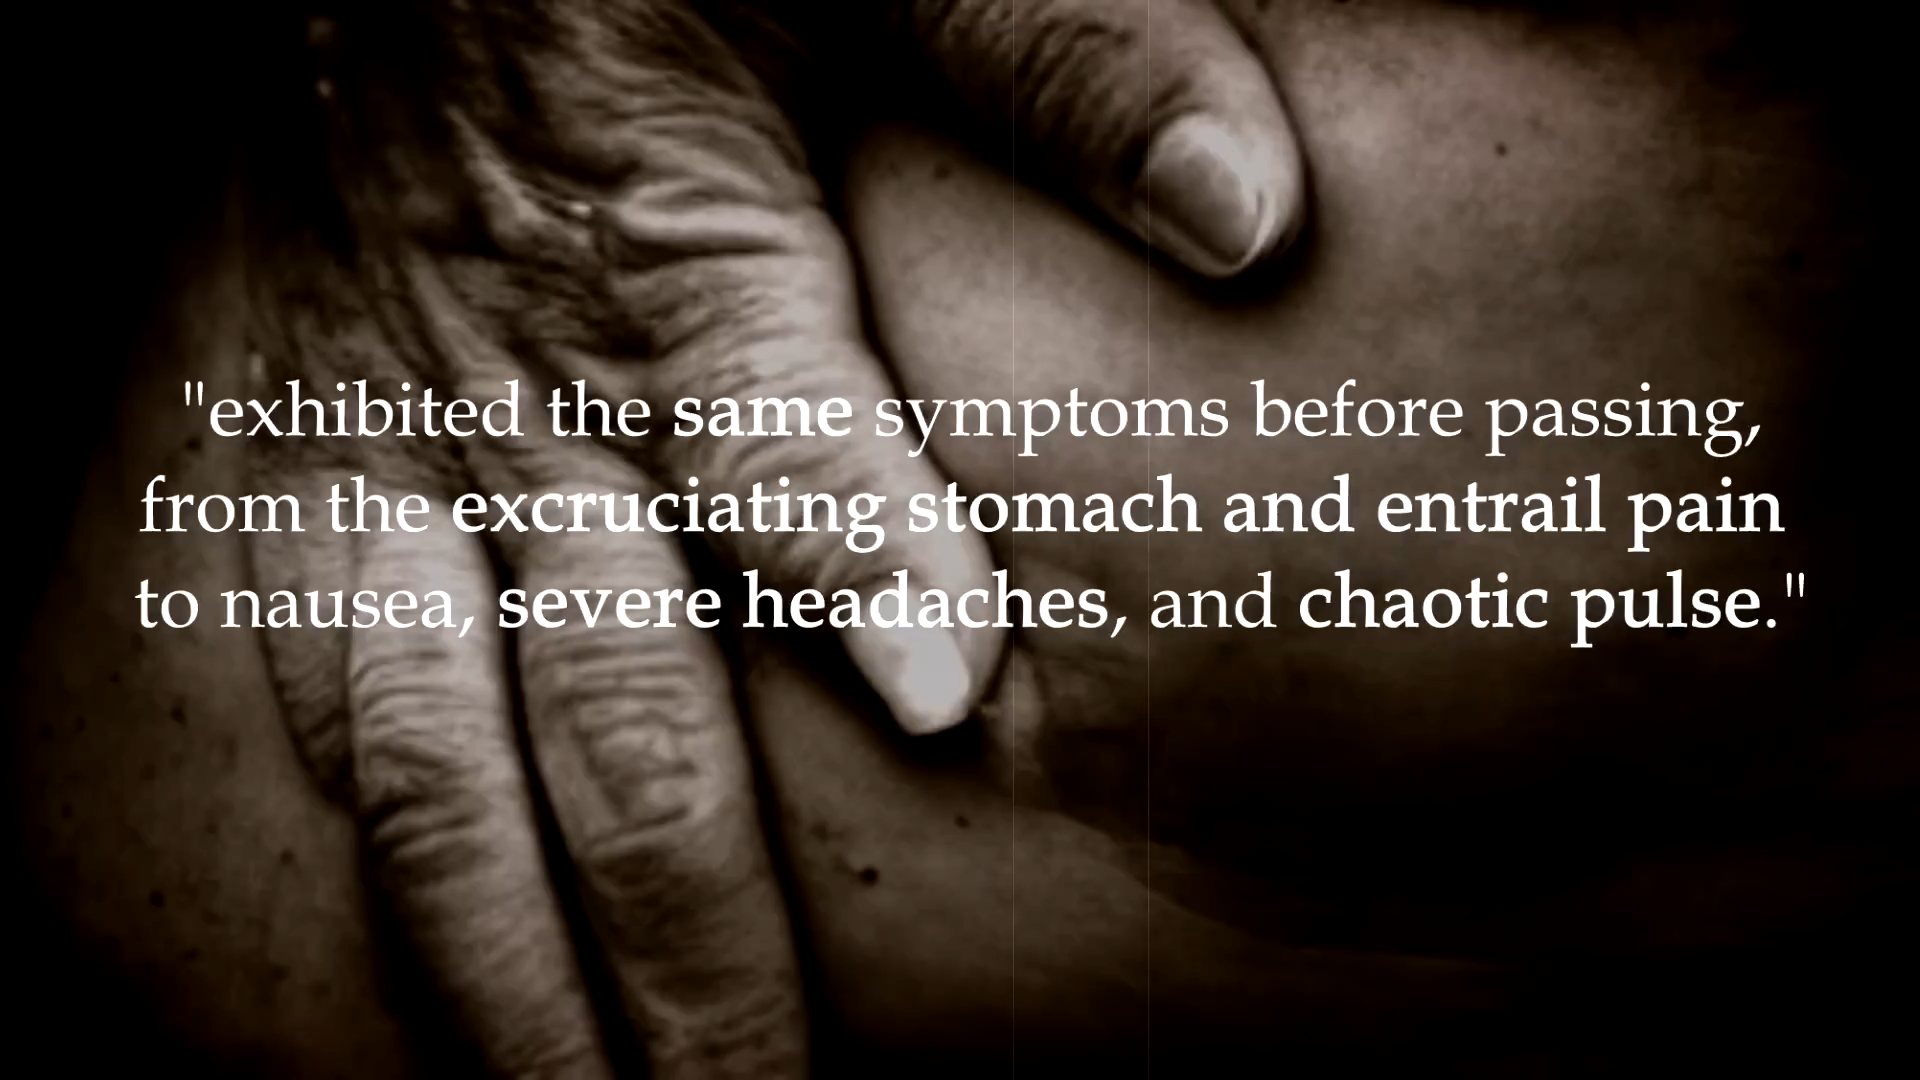 "exhibited the same symptoms before passing,
from the excruciating stomach and entrail pain
to nausea, severe headaches, and chaotic pulse."